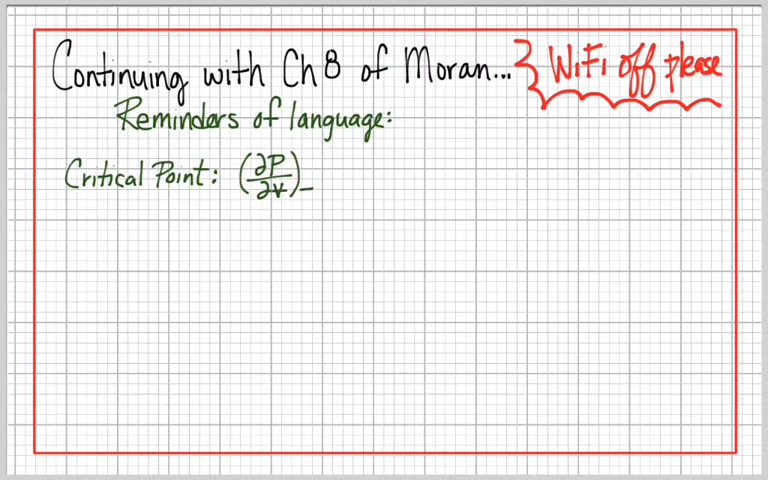 Continuing with Ch 8 of Moran...
WiFi off please
Reminders of language:
Critical Point: (∂P/∂v)_